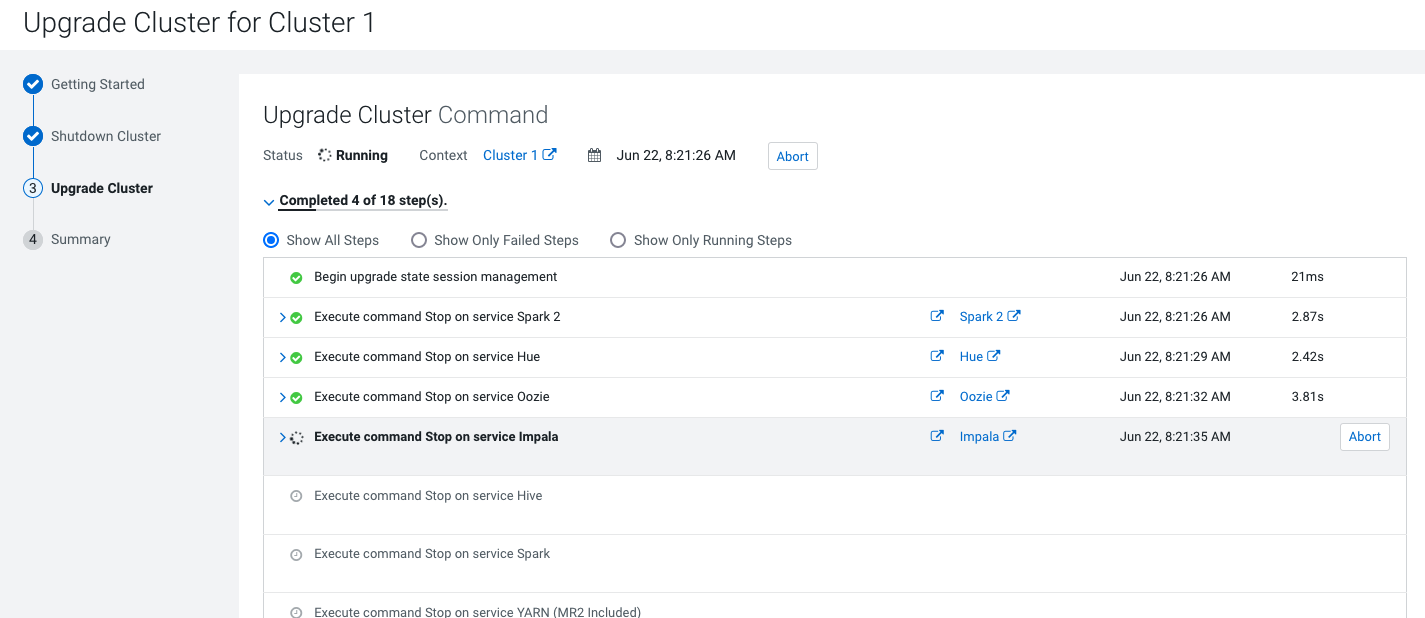 Upgrade Cluster for Cluster 1
Getting Started
Shutdown Cluster
3 Upgrade Cluster
4 Summary
Upgrade Cluster Command
Status Running Context Cluster 1 Jun 22, 8:21:26 AM Abort
Completed 4 of 18 step(s).
Show All Steps Show Only Failed Steps Show Only Running Steps
Begin upgrade state session management Jun 22, 8:21:26 AM 21ms
Execute command Stop on service Spark 2 Spark 2 Jun 22, 8:21:26 AM 2.87s
Execute command Stop on service Hue Hue Jun 22, 8:21:29 AM 2.42s
Execute command Stop on service Oozie Oozie Jun 22, 8:21:32 AM 3.81s
Execute command Stop on service Impala Impala Jun 22, 8:21:35 AM Abort
Execute command Stop on service Hive
Execute command Stop on service Spark
Execute command Stop on service YARN (MR2 Included)